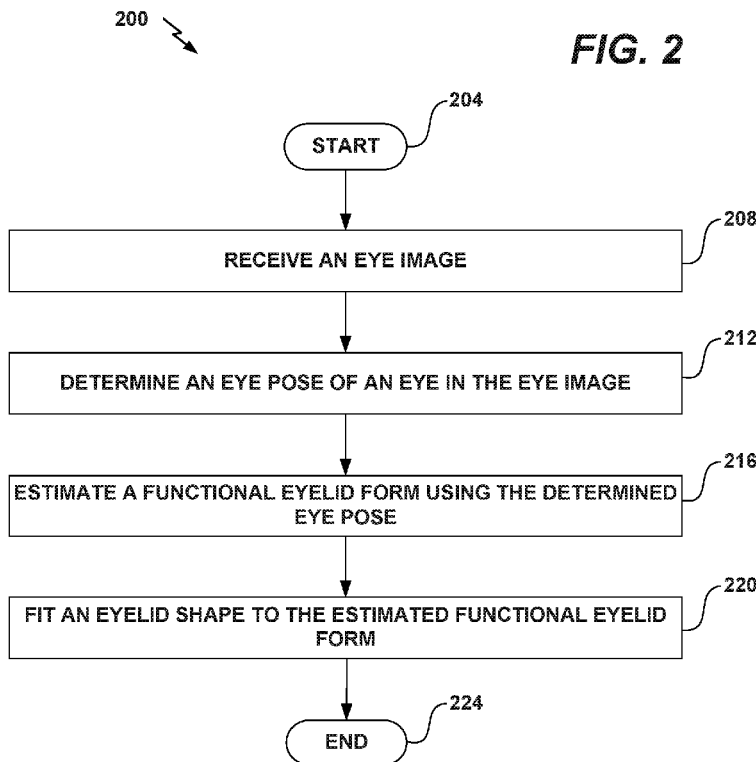 200
FIG. 2
204
START
208
RECEIVE AN EYE IMAGE
212
DETERMINE AN EYE POSE OF AN EYE IN THE EYE IMAGE
216
ESTIMATE A FUNCTIONAL EYELID FORM USING THE DETERMINED
EYE POSE
220
FIT AN EYELID SHAPE TO THE ESTIMATED FUNCTIONAL EYELID
FORM
224
END